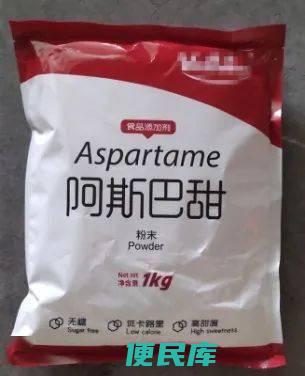 食品添加剂
Aspartame
阿斯巴甜
粉末
Powder
Net wt
净含量 1kg
无糖 低卡路里 高甜度
Sugar free Low calorie High sweetness
便民库